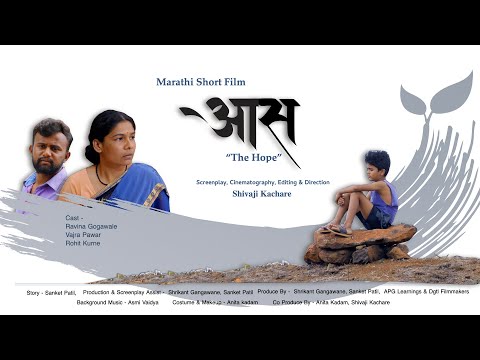 Marathi Short Film
आस
"The Hope"
Screenplay, Cinematography, Editing & Direction
Shivaji Kachare
Cast -
Ravina Gogawale
Vajra Pawar
Rohit Kurne
Story - Sanket Patil, Production & Screenplay Assist - Shrikant Gangawane, Sanket Patil Produce By - Shrikant Gangawane, Sanket Patil, APG Learnings & Dgti Filmmakers
Background Music - Asmi Vaidya Costume & Makeup - Anita kadam Co Produce By - Anita Kadam, Shivaji Kachare